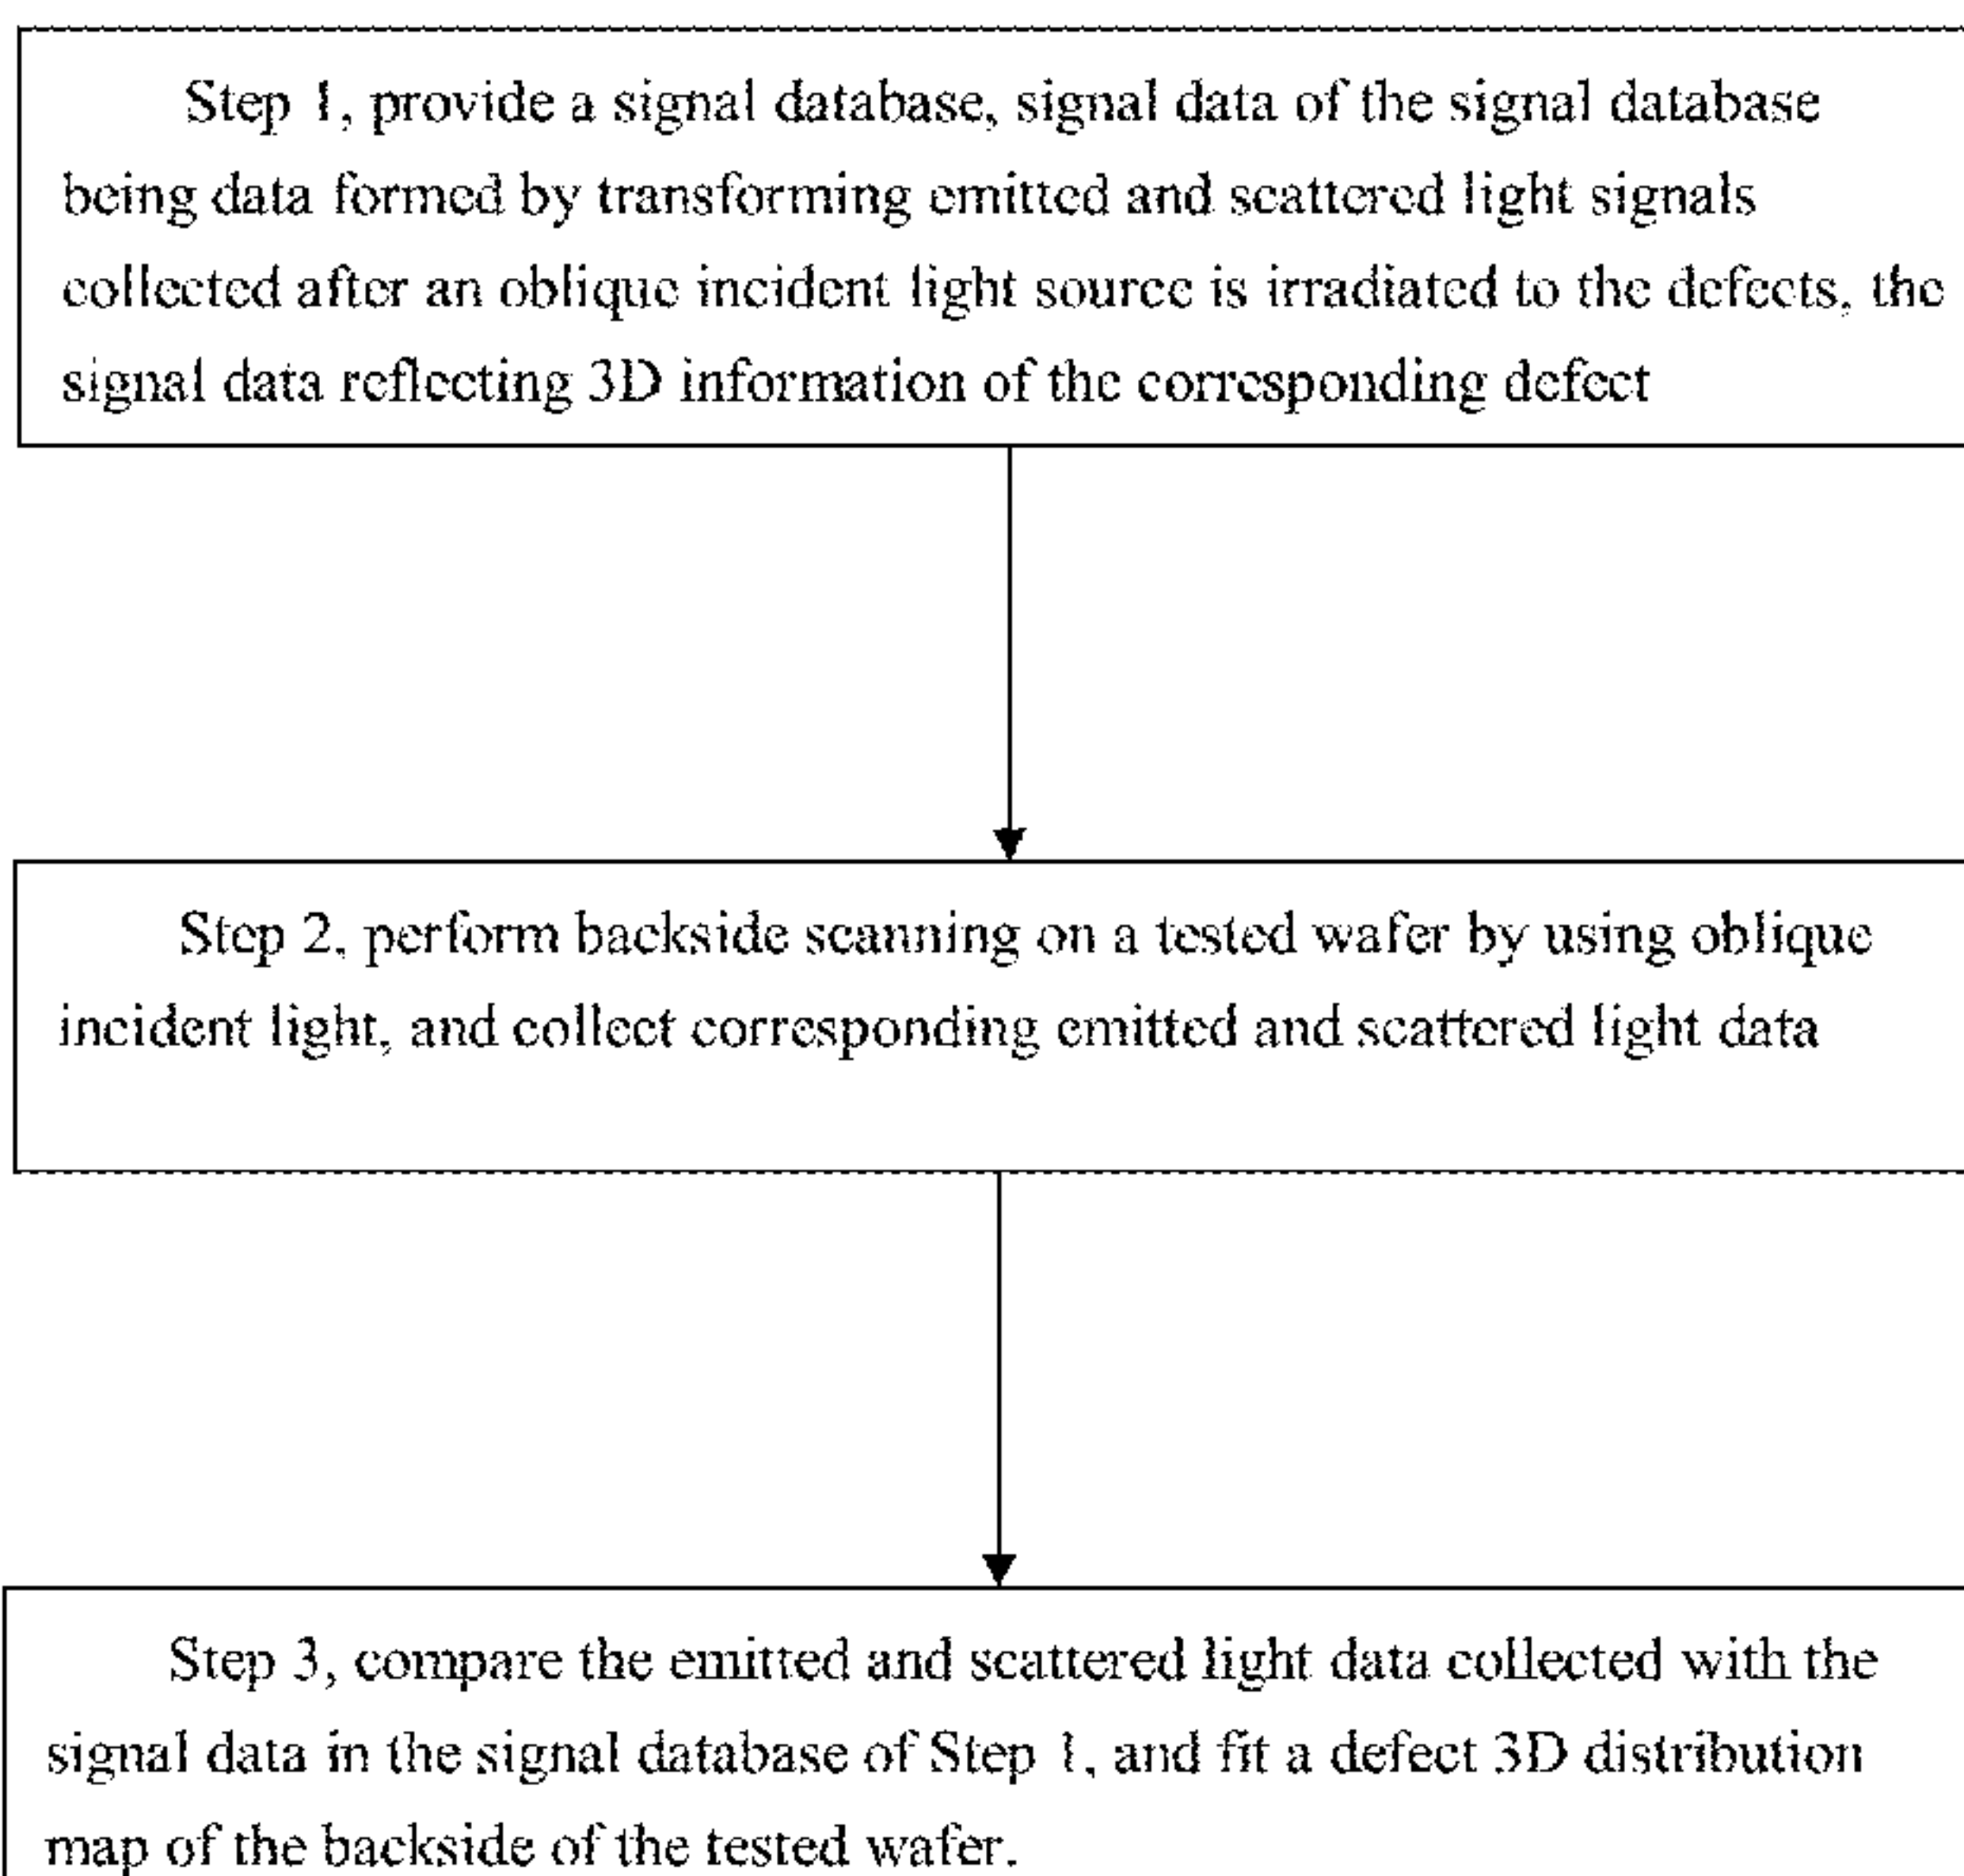 Step 1, provide a signal database, signal data of the signal database
being data formed by transforming emitted and scattered light signals
collected after an oblique incident light source is irradiated to the defects, the
signal data reflecting 3D information of the corresponding defect
Step 2, perform backside scanning on a tested wafer by using oblique
incident light, and collect corresponding emitted and scattered light data
Step 3, compare the emitted and scattered light data collected with the
signal data in the signal database of Step 1, and fit a defect 3D distribution
map of the backside of the tested wafer.